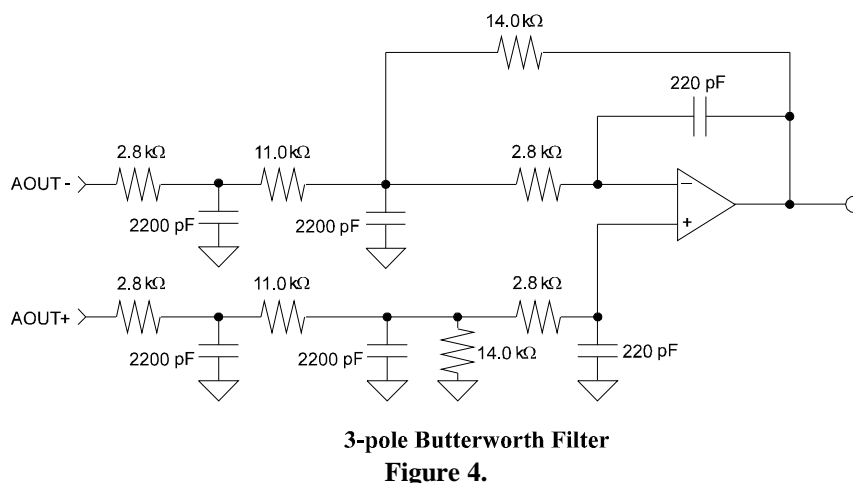 14.0 kΩ
220 pF
2.8 kΩ
11.0 kΩ
2.8 kΩ
AOUT -
−
2200 pF
2200 pF
+
2.8 kΩ
11.0 kΩ
2.8 kΩ
AOUT+
2200 pF
2200 pF
14.0 kΩ
220 pF
3-pole Butterworth Filter
Figure 4.